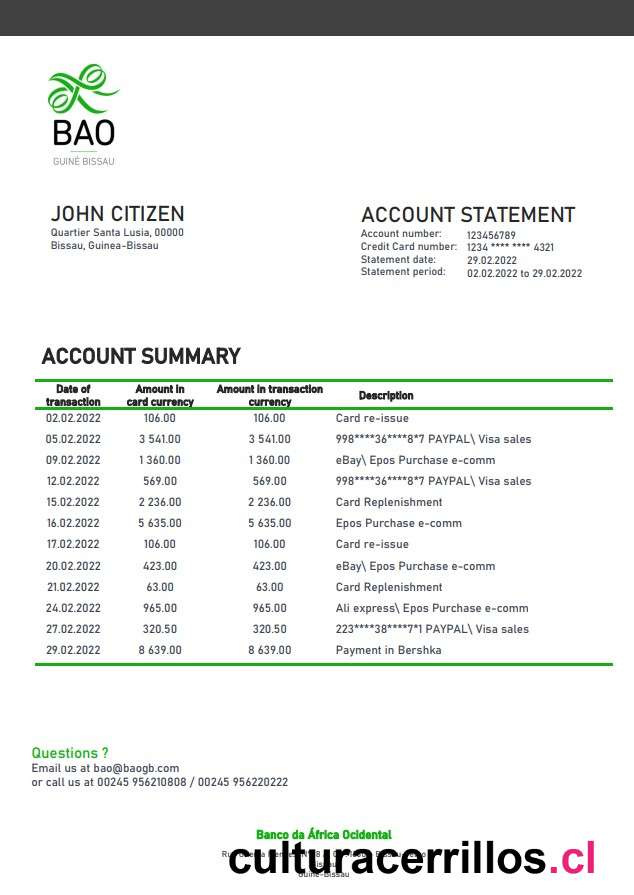 BAO
GUINÉ BISSAU
JOHN CITIZEN
Quartier Santa Lusia, 00000
Bissau, Guinea-Bissau
ACCOUNT STATEMENT
Account number: 123456789
Credit Card number: 1234 **** **** 4321
Statement date: 29.02.2022
Statement period: 02.02.2022 to 29.02.2022
ACCOUNT SUMMARY
Date of transaction Amount in card currency Amount in transaction currency Description
02.02.2022 106.00 106.00 Card re-issue
05.02.2022 3 541.00 3 541.00 998****36****8*7 PAYPAL\ Visa sales
09.02.2022 1 360.00 1 360.00 eBay\ Epos Purchase e-comm
12.02.2022 569.00 569.00 998****36****8*7 PAYPAL\ Visa sales
15.02.2022 2 236.00 2 236.00 Card Replenishment
16.02.2022 5 635.00 5 635.00 Epos Purchase e-comm
17.02.2022 106.00 106.00 Card re-issue
20.02.2022 423.00 423.00 eBay\ Epos Purchase e-comm
21.02.2022 63.00 63.00 Card Replenishment
24.02.2022 965.00 965.00 Ali express\ Epos Purchase e-comm
27.02.2022 320.50 320.50 223****38****7*1 PAYPAL\ Visa sales
29.02.2022 8 639.00 8 639.00 Payment in Bershka
Questions ?
Email us at bao@baogb.com
or call us at 00245 956210808 / 00245 956220222
Banco da África Ocidental
culturacerrillos.cl
Guiné-Bissau